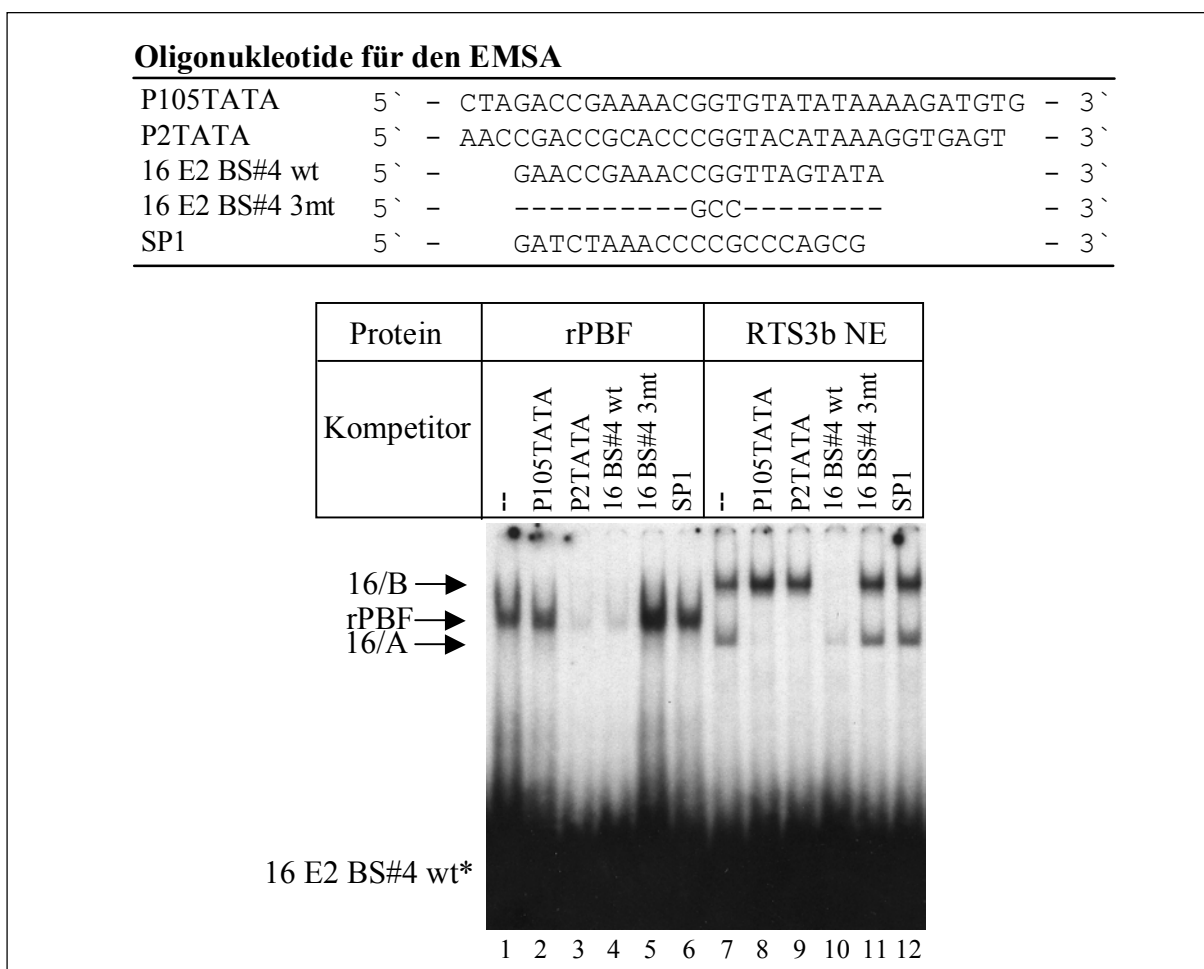 Oligonukleotide für den EMSA
P105TATA 5` - CTAGACCGAAAACGGTGTATATAAAAGATGTG - 3`
P2TATA 5` - AACCGACCGCACCCGGTACATAAAGGTGAGT - 3`
16 E2 BS#4 wt 5` - GAACCGAAACCGGTTAGTATA - 3`
16 E2 BS#4 3mt 5` - ----------GCC-------- - 3`
SP1 5` - GATCTAAACCCCGCCCAGCG - 3`
Protein rPBF RTS3b NE
Kompetitor -- P105TATA P2TATA 16 BS#4 wt 16 BS#4 3mt SP1 -- P105TATA P2TATA 16 BS#4 wt 16 BS#4 3mt SP1
16/B
rPBF
16/A
16 E2 BS#4 wt*
1 2 3 4 5 6 7 8 9 10 11 12